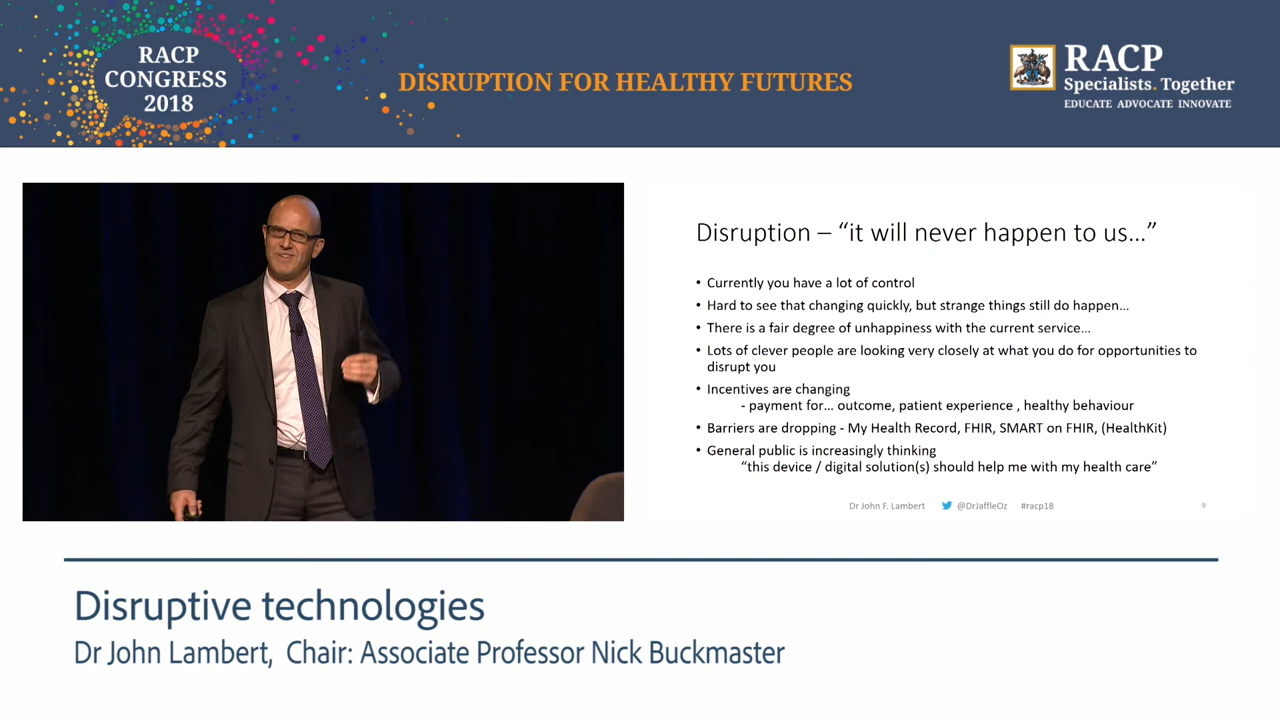 RACP
CONGRESS
2018
DISRUPTION FOR HEALTHY FUTURES
RACP
Specialists. Together
EDUCATE ADVOCATE INNOVATE
Disruption – “it will never happen to us…”
• Currently you have a lot of control
• Hard to see that changing quickly, but strange things still do happen…
• There is a fair degree of unhappiness with the current service…
• Lots of clever people are looking very closely at what you do for opportunities to
disrupt you
• Incentives are changing
- payment for… outcome, patient experience , healthy behaviour
• Barriers are dropping - My Health Record, FHIR, SMART on FHIR, (HealthKit)
• General public is increasingly thinking
“this device / digital solution(s) should help me with my health care”
Dr John F. Lambert @DrJaffleOz #racp18 9
Disruptive technologies
Dr John Lambert, Chair: Associate Professor Nick Buckmaster